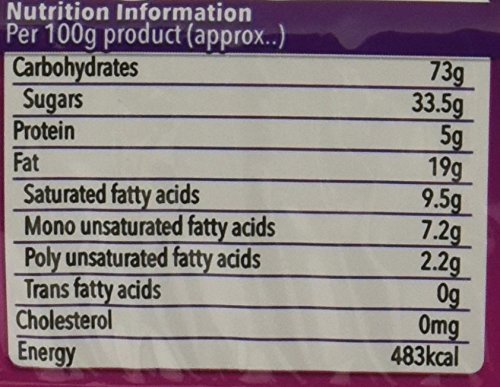 Nutrition Information
Per 100g product (approx..)
Carbohydrates 73g
Sugars 33.5g
Protein 5g
Fat 19g
Saturated fatty acids 9.5g
Mono unsaturated fatty acids 7.2g
Poly unsaturated fatty acids 2.2g
Trans fatty acids 0g
Cholesterol 0mg
Energy 483kcal